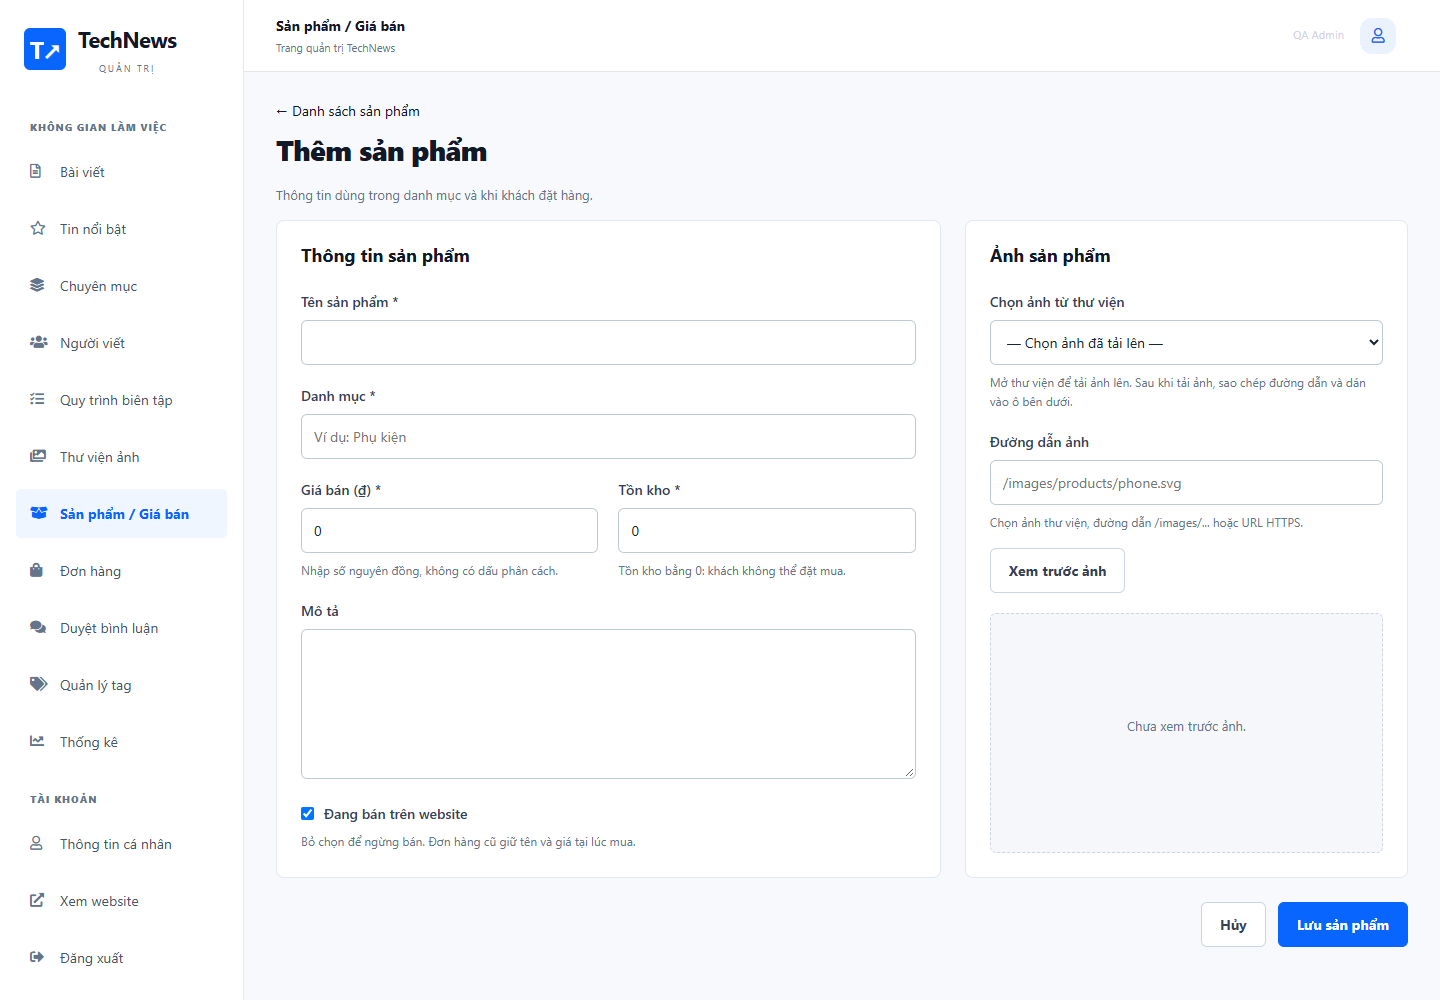 T↗ TechNews
QUẢN TRỊ
KHÔNG GIAN LÀM VIỆC
Bài viết
Tin nổi bật
Chuyên mục
Người viết
Quy trình biên tập
Thư viện ảnh
Sản phẩm / Giá bán
Đơn hàng
Duyệt bình luận
Quản lý tag
Thống kê
TÀI KHOẢN
Thông tin cá nhân
Xem website
Đăng xuất
Sản phẩm / Giá bán
Trang quản trị TechNews
QA Admin
← Danh sách sản phẩm
Thêm sản phẩm
Thông tin dùng trong danh mục và khi khách đặt hàng.
Thông tin sản phẩm
Tên sản phẩm *
Danh mục *
Ví dụ: Phụ kiện
Giá bán (₫) *
Tồn kho *
0
0
Nhập số nguyên đồng, không có dấu phân cách.
Tồn kho bằng 0: khách không thể đặt mua.
Mô tả
Đang bán trên website
Bỏ chọn để ngừng bán. Đơn hàng cũ giữ tên và giá tại lúc mua.
Ảnh sản phẩm
Chọn ảnh từ thư viện
— Chọn ảnh đã tải lên —
Mở thư viện để tải ảnh lên. Sau khi tải ảnh, sao chép đường dẫn và dán
vào ô bên dưới.
Đường dẫn ảnh
/images/products/phone.svg
Chọn ảnh thư viện, đường dẫn /images/... hoặc URL HTTPS.
Xem trước ảnh
Chưa xem trước ảnh.
Hủy
Lưu sản phẩm